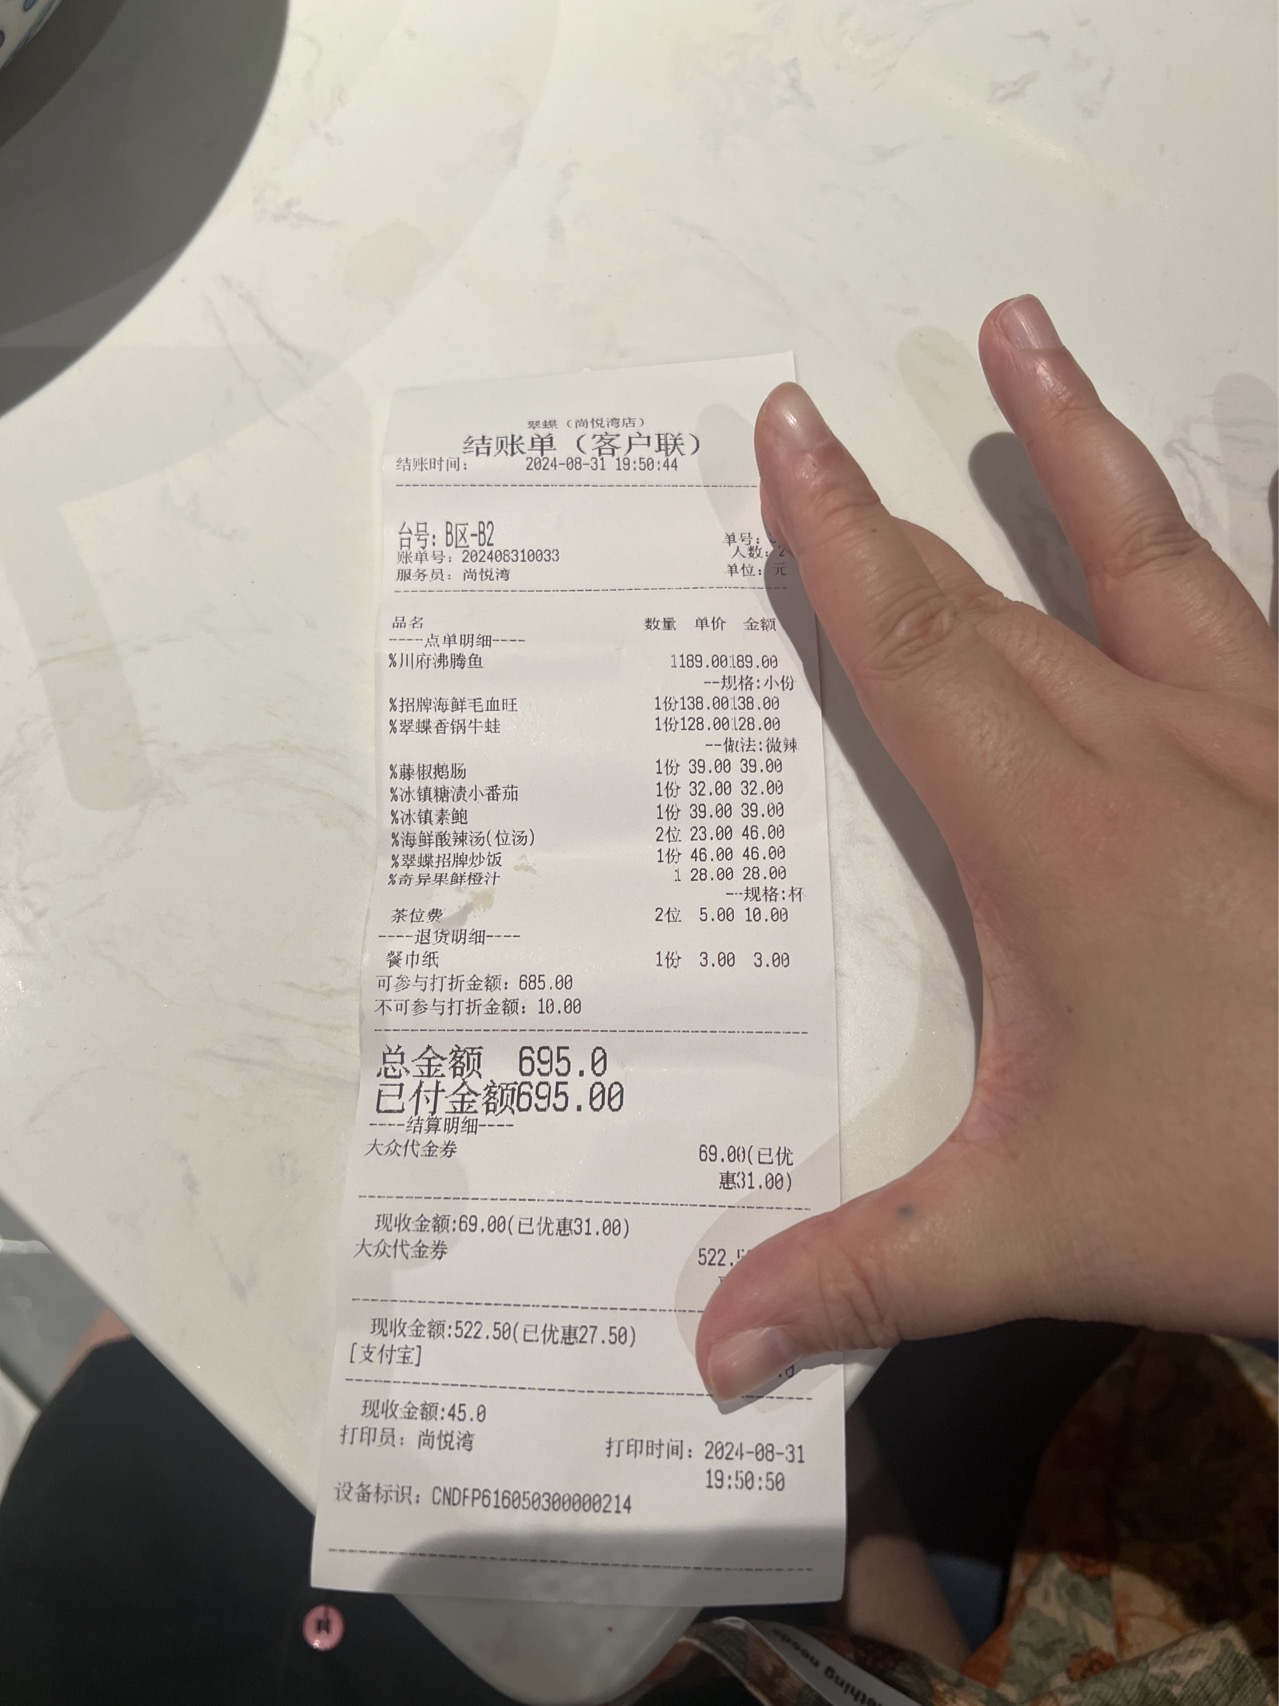 翠蝶（尚悦湾店）
结账单（客户联）
结账时间： 2024-08-31 19:50:44
台号：B区-B2 单号：
账单号：202408310033 人数：2
服务员：尚悦湾 单位：元
品名 数量 单价 金额
----点单明细----
%川府沸腾鱼 1189.00189.00
--规格:小份
%招牌海鲜毛血旺 1份138.00138.00
%翠蝶香锅牛蛙 1份128.00128.00
--做法:微辣
%藤椒鹅肠 1份 39.00 39.00
%冰镇糖渍小番茄 1份 32.00 32.00
%冰镇素鲍 1份 39.00 39.00
%海鲜酸辣汤(位汤) 2位 23.00 46.00
%翠蝶招牌炒饭 1份 46.00 46.00
%奇异果鲜橙汁 1 28.00 28.00
--规格:杯
茶位费 2位 5.00 10.00
----退货明细----
餐巾纸 1份 3.00 3.00
可参与打折金额：685.00
不可参与打折金额：10.00
总金额 695.0
已付金额695.00
----结算明细----
大众代金券 69.00(已优
惠31.00)
现收金额:69.00(已优惠31.00)
大众代金券 522.5
现收金额:522.50(已优惠27.50)
[支付宝]
现收金额:45.0
打印员：尚悦湾 打印时间：2024-08-31
19:50:50
设备标识：CNDFP616050300000214